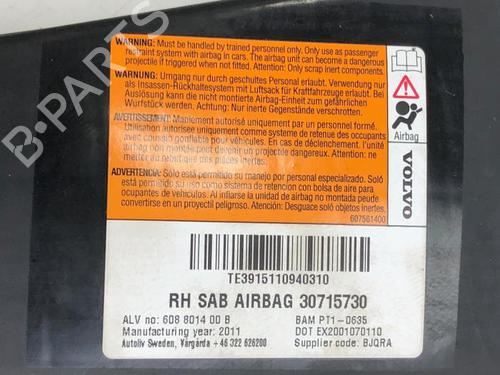 WARNING: Must be handled by trained personnel only. Only use as passenger
restraint system with airbag in cars. The airbag unit can become a dangerous
projectile if triggered when not fitted. Attention: Only scrap inert components.
WARNUNG: Umgang nur durch geschultes Personal erlaubt. Verwendung nur
als Insassen-Rückhaltesystem mit Luftsack für Kraftfahrzeuge erlaubt. Bei
Auslösung kann die nicht montierte Airbag-Einheit zum gefährlichen
Wurfstück werden. Achtung: Nur inerte Gegenstände verschrotten.
AVERTISSEMENT: Maniement autorisé uniquement par un personnel formé.
Utilisation autorisée uniquement comme système de retenue des occupants
avec coussin gonflable pour véhicules. En cas de déclenchement, l'unité
airbag non montée peut devenir un projectile dangereux. Attention: Ne
mettre au rebut que des pièces inertes.
ADVERTENCIA: Sólo está permitido su manejo por personal especializado. Sólo
está permitido su uso como sistema de retención con bolsa de aire para
ocupantes de vehículos. Al inflarse la unidad de airbag no montada puede
convertirse en un proyectil peligroso. Atención: Desguace sólo objetos inertes.
607561400
Airbag
VOLVO
TE3915110940310
RH SAB AIRBAG 30715730
ALV no: 608 8014 00 B
BAM PT1-0635
Manufacturing year: 2011
DOT EX2001070110
Autoliv Sweden, Vårgårda +46 322 626200
Supplier code: BJQRA
B-PARTS